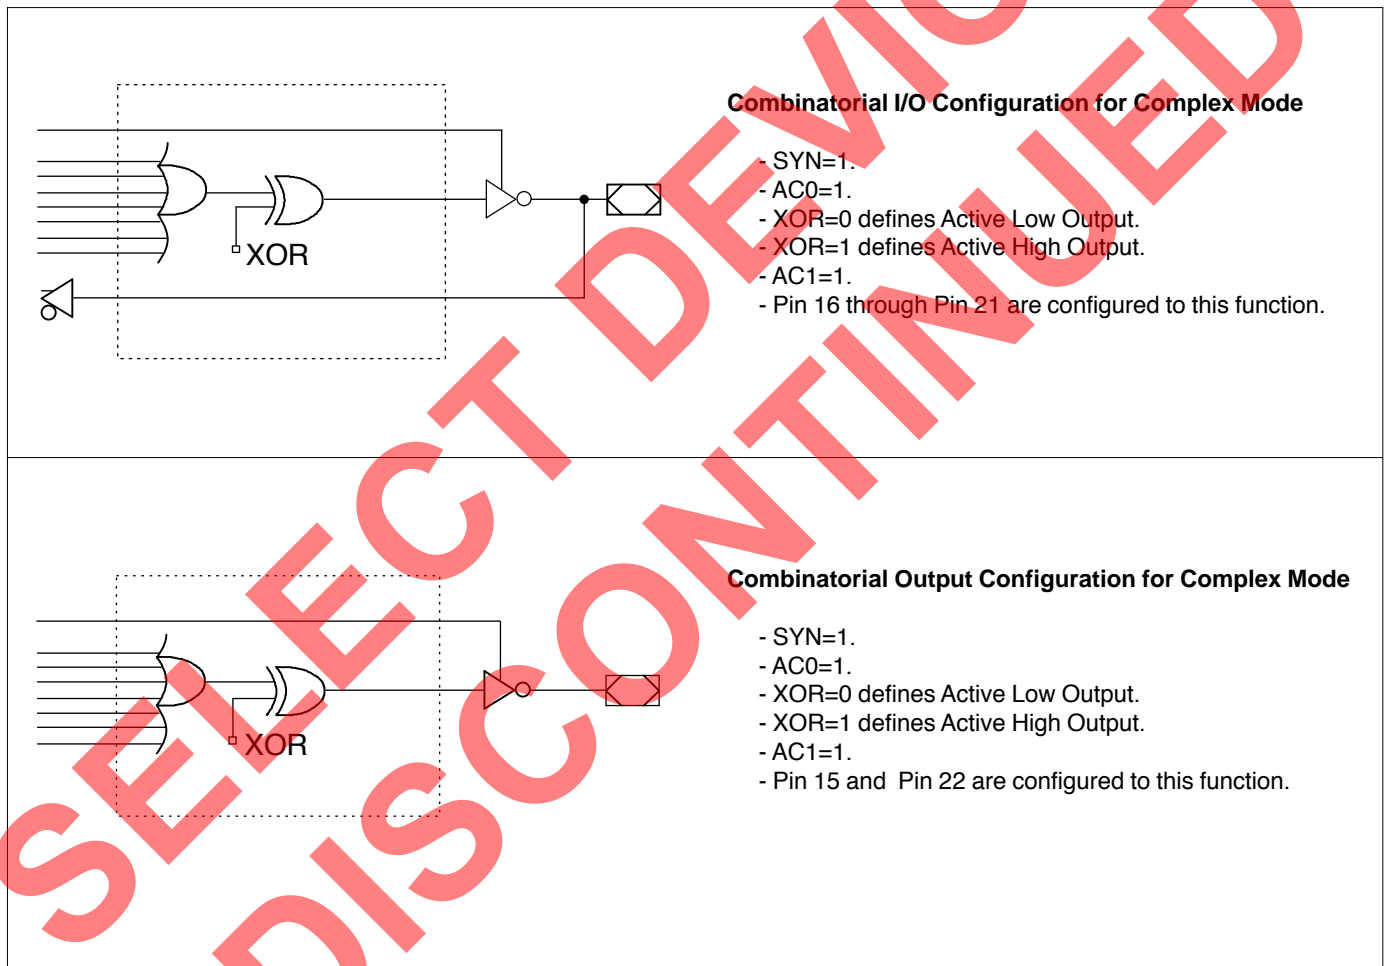 Combinatorial I/O Configuration for Complex Mode
- SYN=1.
- AC0=1.
- XOR=0 defines Active Low Output.
- XOR=1 defines Active High Output.
- AC1=1.
- Pin 16 through Pin 21 are configured to this function.
XOR
Combinatorial Output Configuration for Complex Mode
- SYN=1.
- AC0=1.
- XOR=0 defines Active Low Output.
- XOR=1 defines Active High Output.
- AC1=1.
- Pin 15 and  Pin 22 are configured to this function.
XOR
SELECT DEVIC
DISCONTINUED